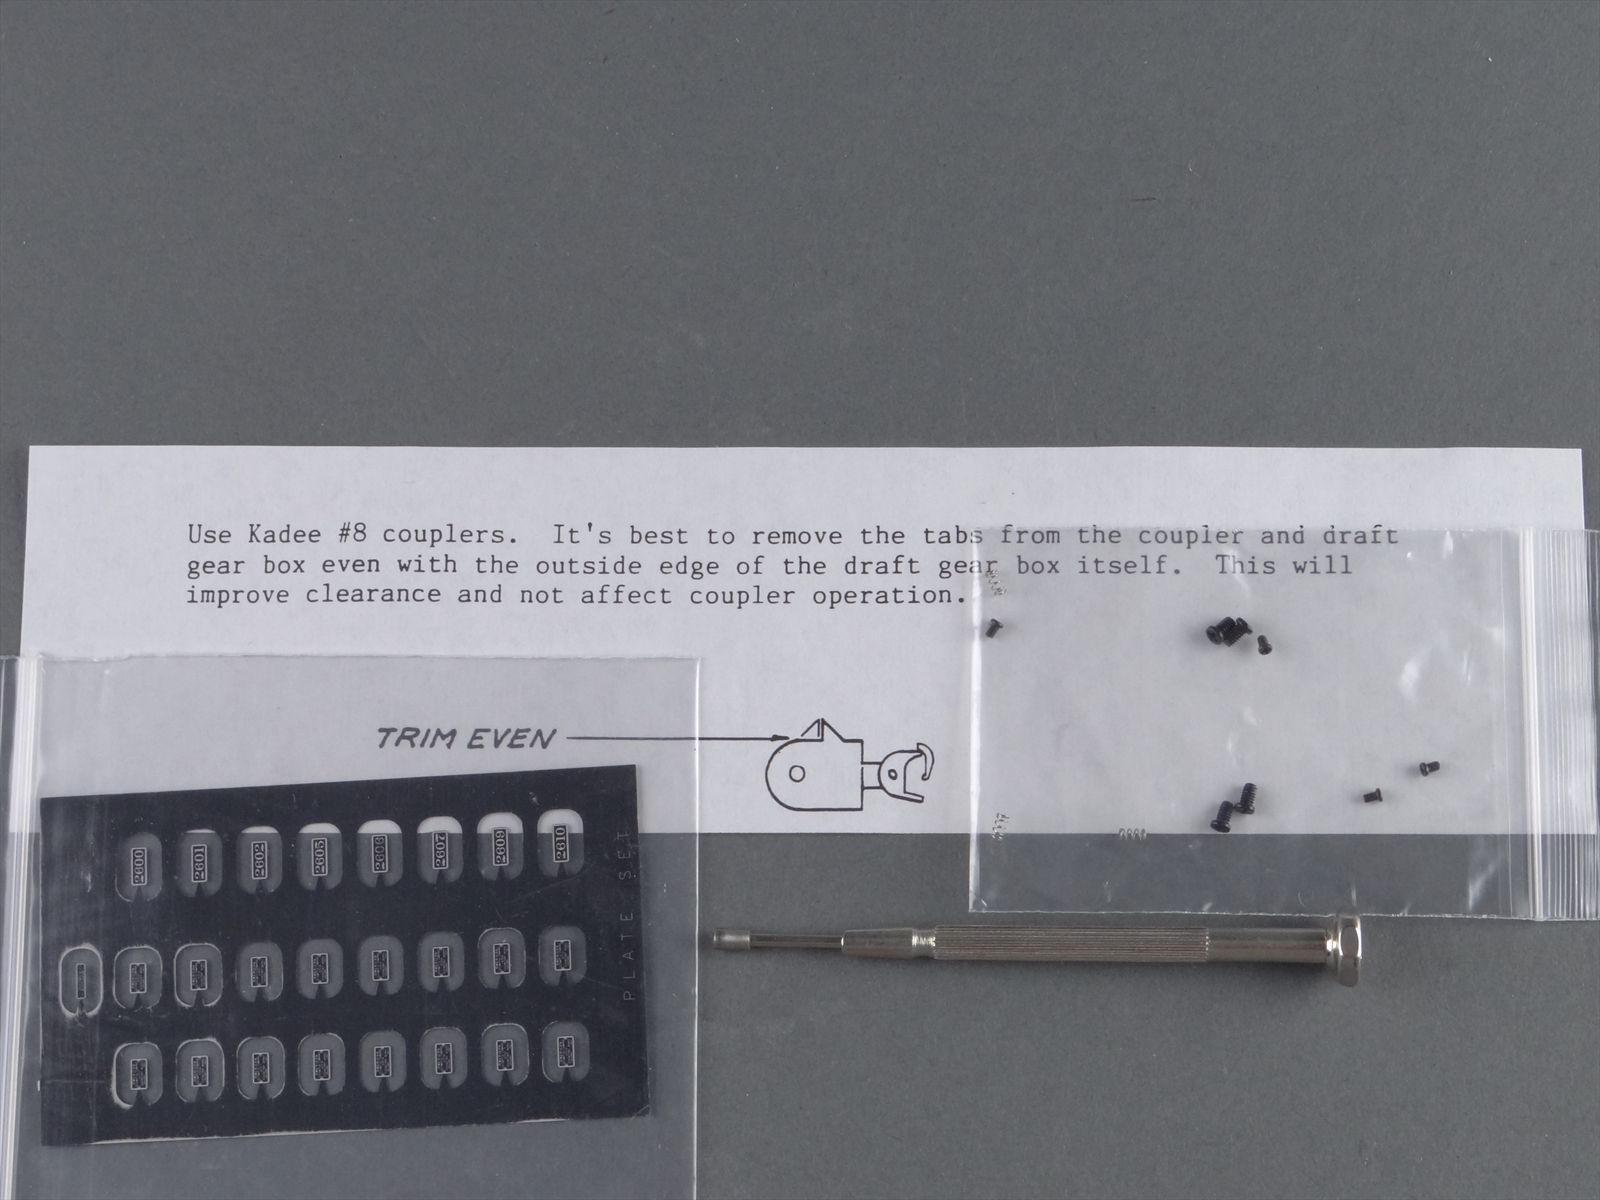 Use Kadee #8 couplers. It's best to remove the tabs from the coupler and draft
gear box even with the outside edge of the draft gear box itself. This will
improve clearance and not affect coupler operation.
TRIM EVEN
2600 2601 2602 2605 2606 2607 2609 2610
PLATE SET